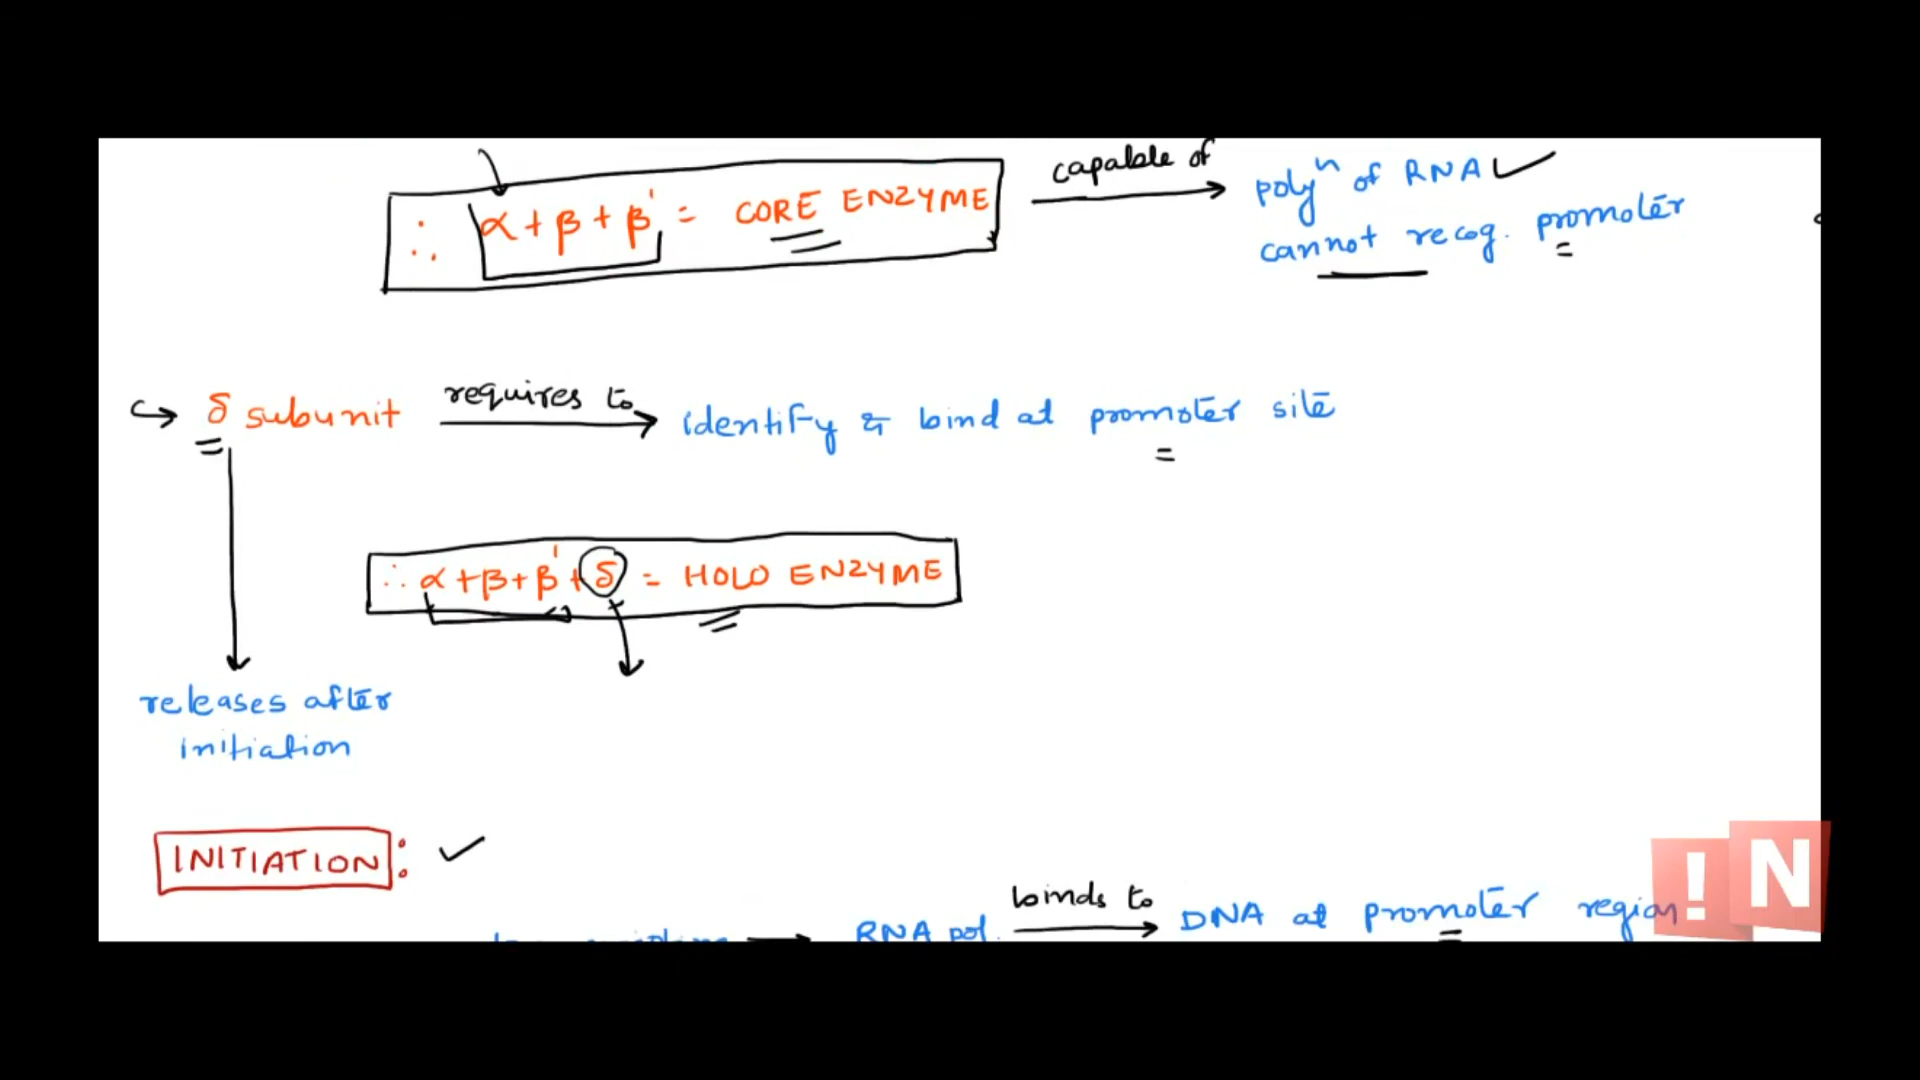 ∴ α + β + β' = CORE ENZYME
capable of
polyⁿ of RNA
cannot recog. promoter
δ subunit
requires to
identify & bind at promoter site
∴ α + β + β' + δ = HOLO ENZYME
releases after
initiation
INITIATION:
binds to
RNA pol.
DNA at promoter region
!N